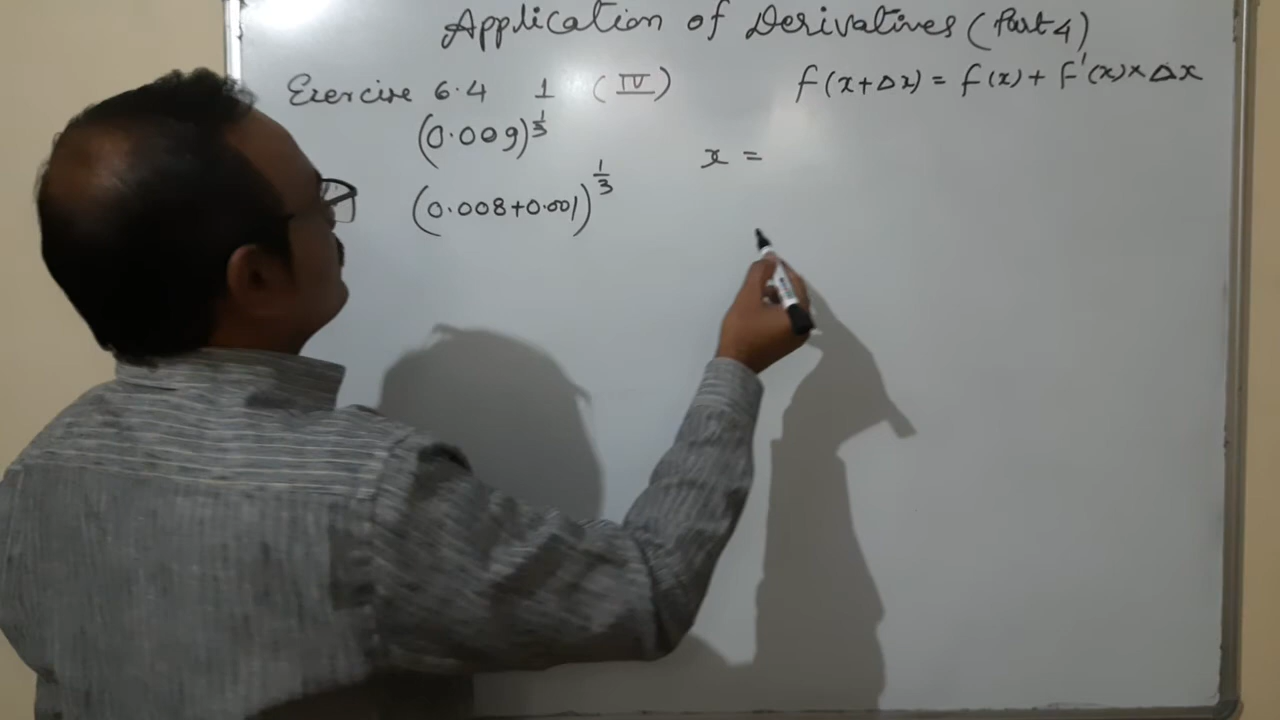 Application of Derivatives (Part 4)
Exercise 6.4 1 (IV)
f(x+Δx) = f(x) + f'(x)×Δx
(0.009)^1/3
(0.008+0.001)^1/3
x =